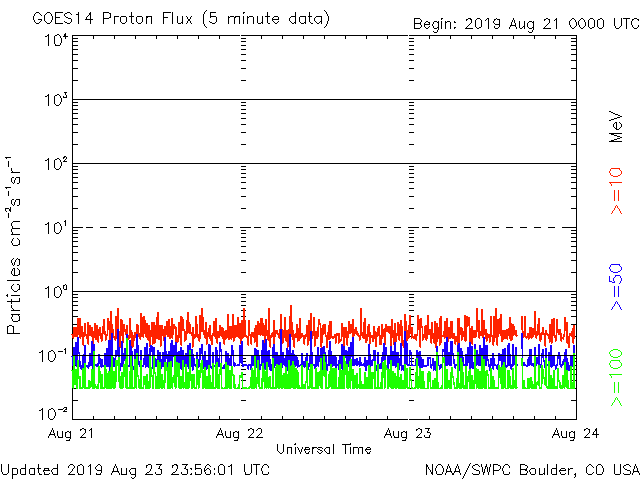 GOES14 Proton Flux (5 minute data)
Begin: 2019 Aug 21 0000 UTC
10⁴
10³
10²
10¹
10⁰
10⁻¹
10⁻²
Particles cm⁻²s⁻¹sr⁻¹
MeV
>=10
>=50
>=100
Aug 21 Aug 22 Aug 23 Aug 24
Universal Time
Updated 2019 Aug 23 23:56:01 UTC
NOAA/SWPC Boulder, CO USA